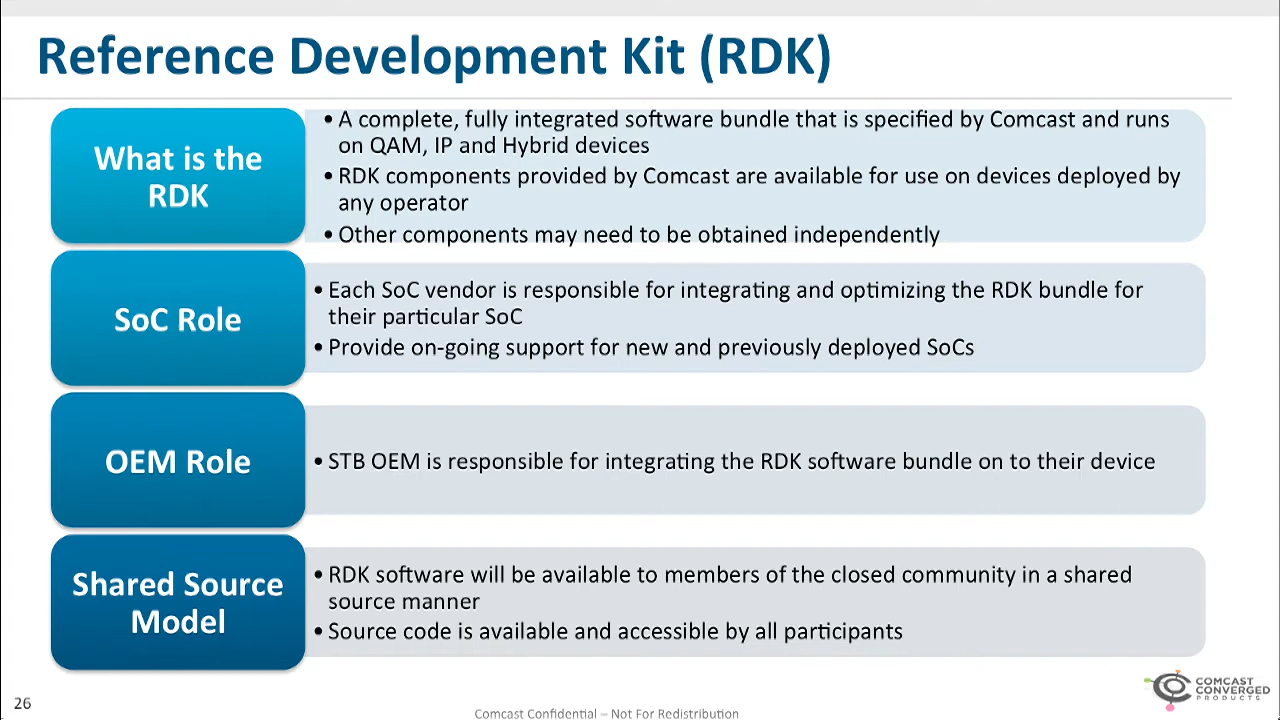 Reference Development Kit (RDK)
What is the
RDK
• A complete, fully integrated software bundle that is specified by Comcast and runs
on QAM, IP and Hybrid devices
• RDK components provided by Comcast are available for use on devices deployed by
any operator
• Other components may need to be obtained independently
SoC Role
• Each SoC vendor is responsible for integrating and optimizing the RDK bundle for
their particular SoC
• Provide on-going support for new and previously deployed SoCs
OEM Role
• STB OEM is responsible for integrating the RDK software bundle on to their device
Shared Source
Model
• RDK software will be available to members of the closed community in a shared
source manner
• Source code is available and accessible by all participants
26
Comcast Confidential – Not For Redistribution
COMCAST
CONVERGED
PRODUCTS